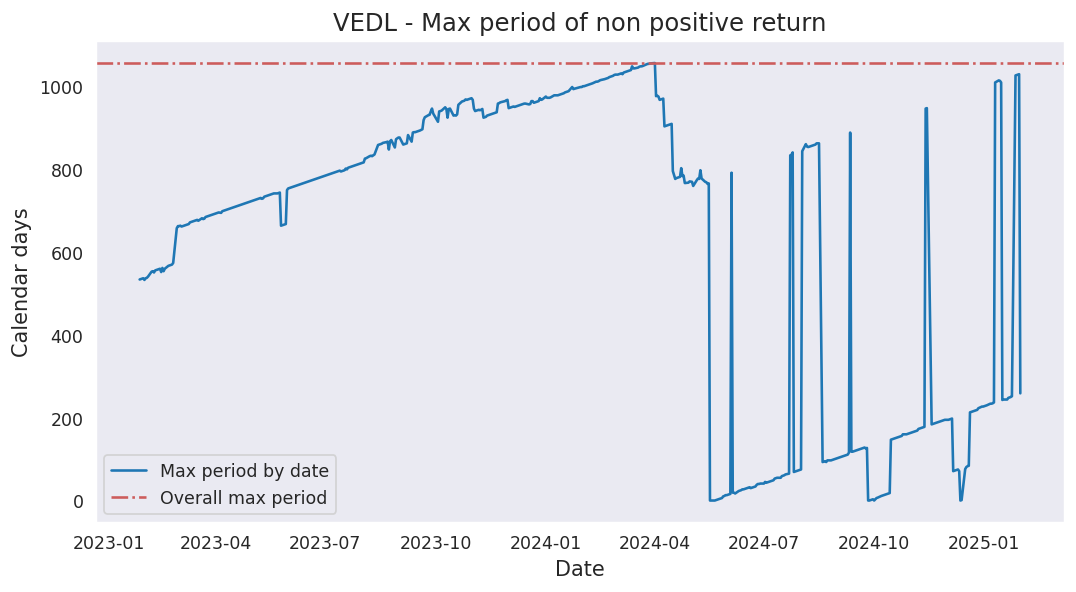 VEDL - Max period of non positive return
Calendar days
1000
800
600
400
200
0
Max period by date
Overall max period
2023-01 2023-04 2023-07 2023-10 2024-01 2024-04 2024-07 2024-10 2025-01
Date